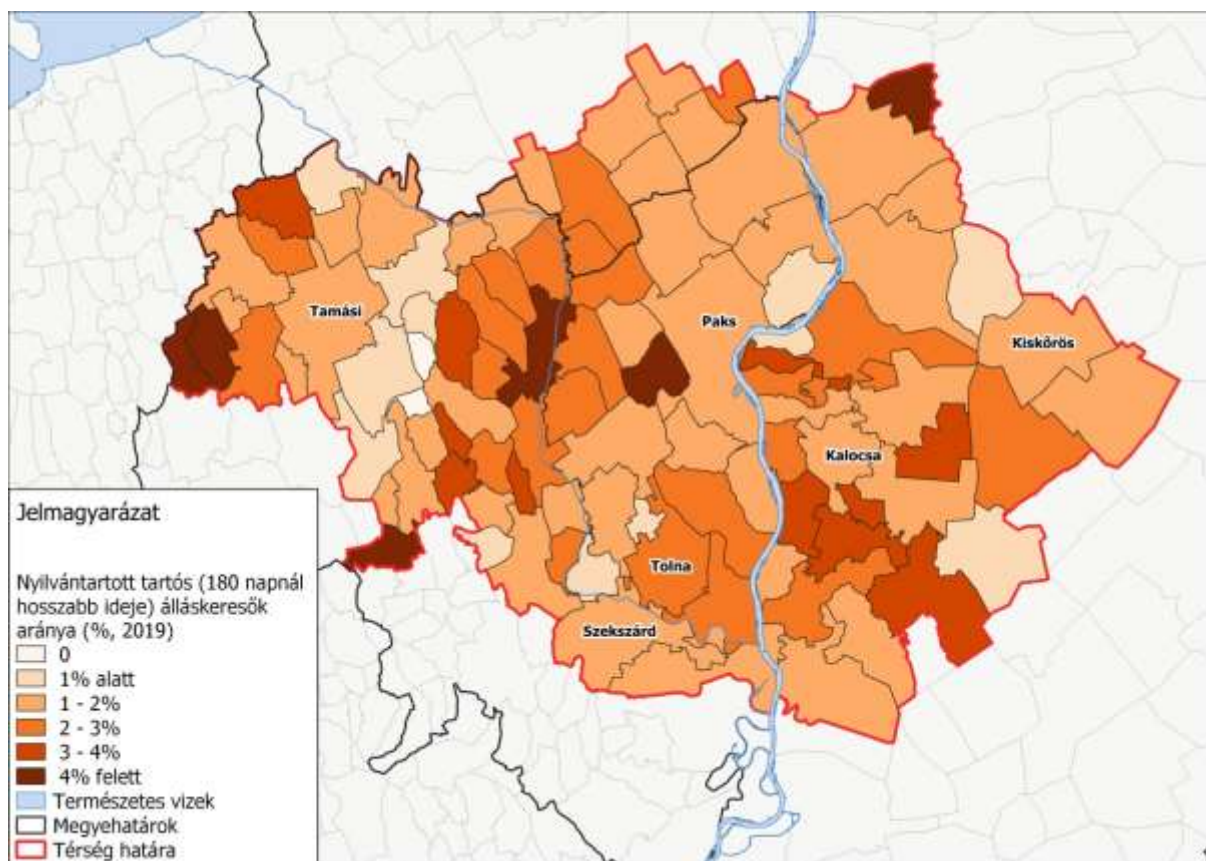 Tamási
Paks
Kiskőrös
Kalocsa
Tolna
Szekszárd
Jelmagyarázat
Nyilvántartott tartós (180 napnál
hosszabb ideje) álláskeresők
aránya (%, 2019)
0
1% alatt
1 - 2%
2 - 3%
3 - 4%
4% felett
Természetes vizek
Megyehatárok
Térség határa